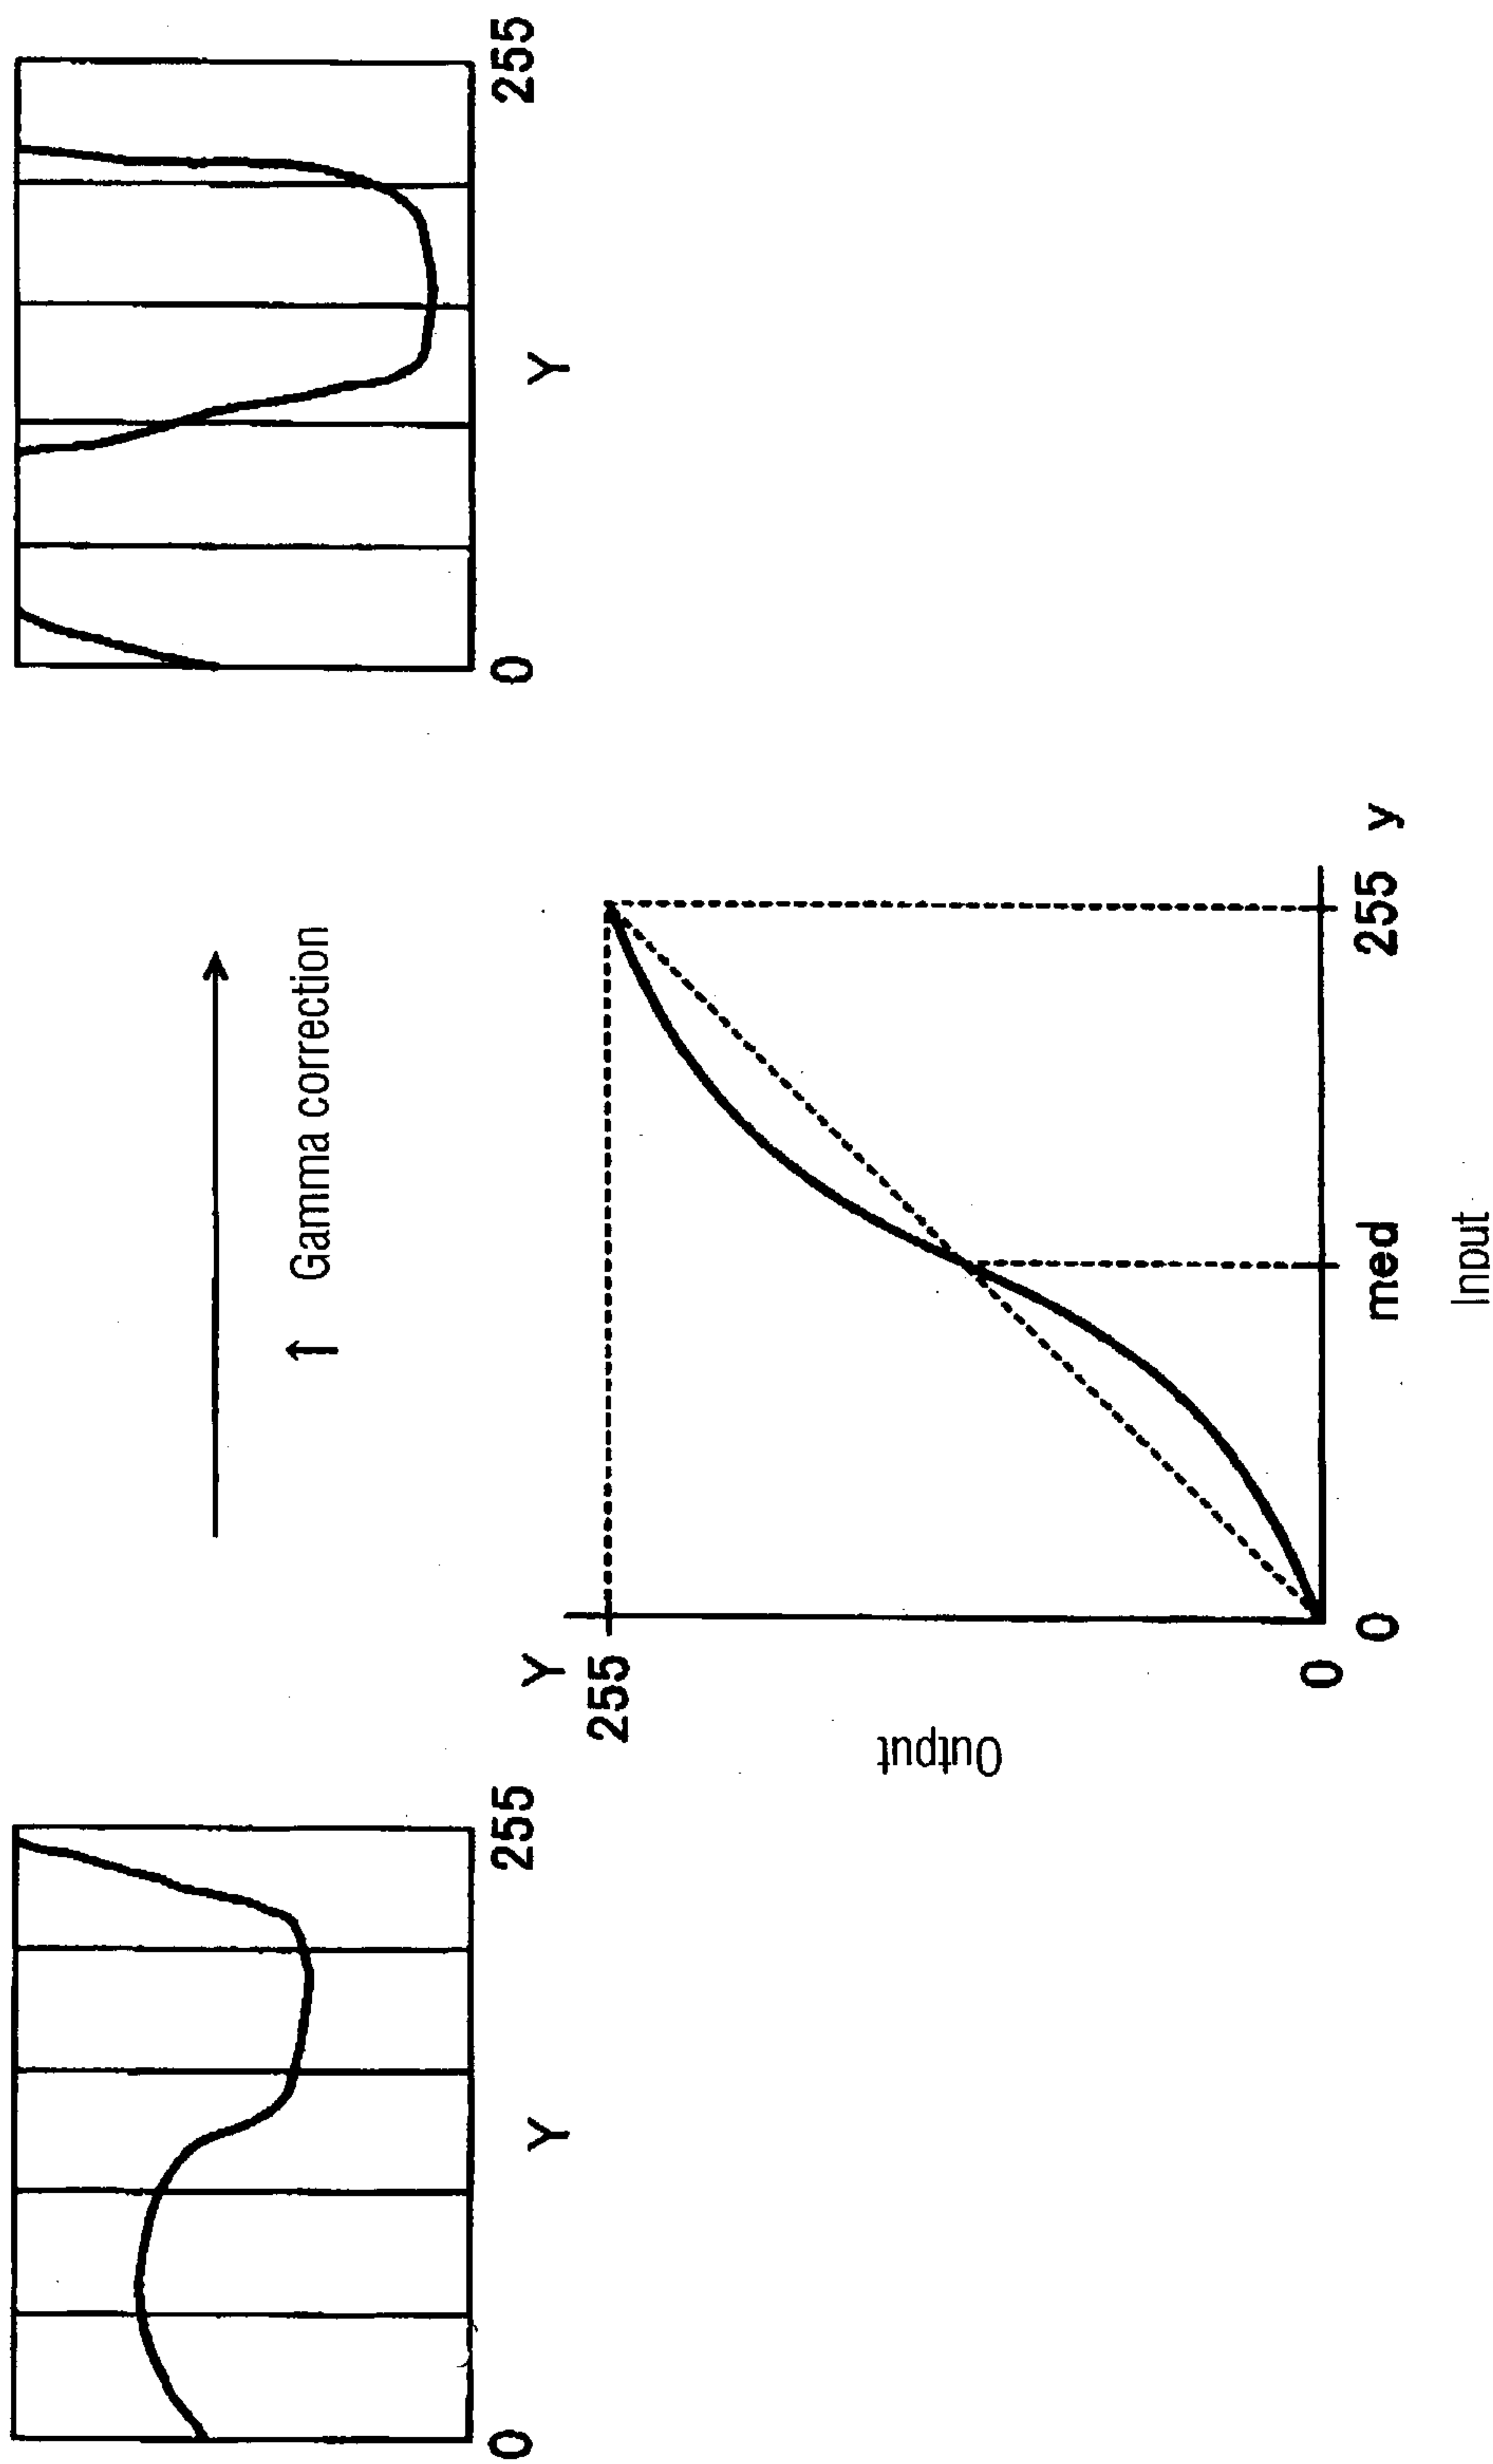 0 Y 255
Gamma correction
0 Y 255
Y
255
Output
0
0 med 255 y
Input